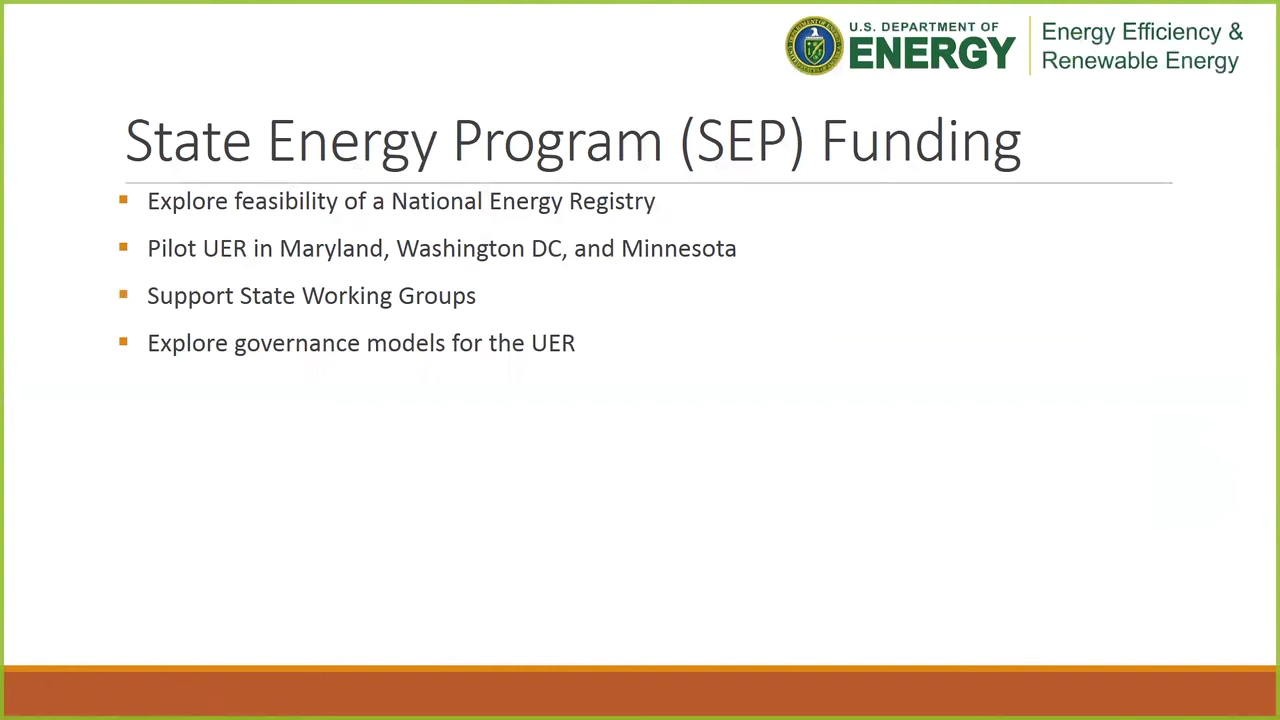 U.S. DEPARTMENT OF
ENERGY
Energy Efficiency &
Renewable Energy
State Energy Program (SEP) Funding
Explore feasibility of a National Energy Registry
Pilot UER in Maryland, Washington DC, and Minnesota
Support State Working Groups
Explore governance models for the UER